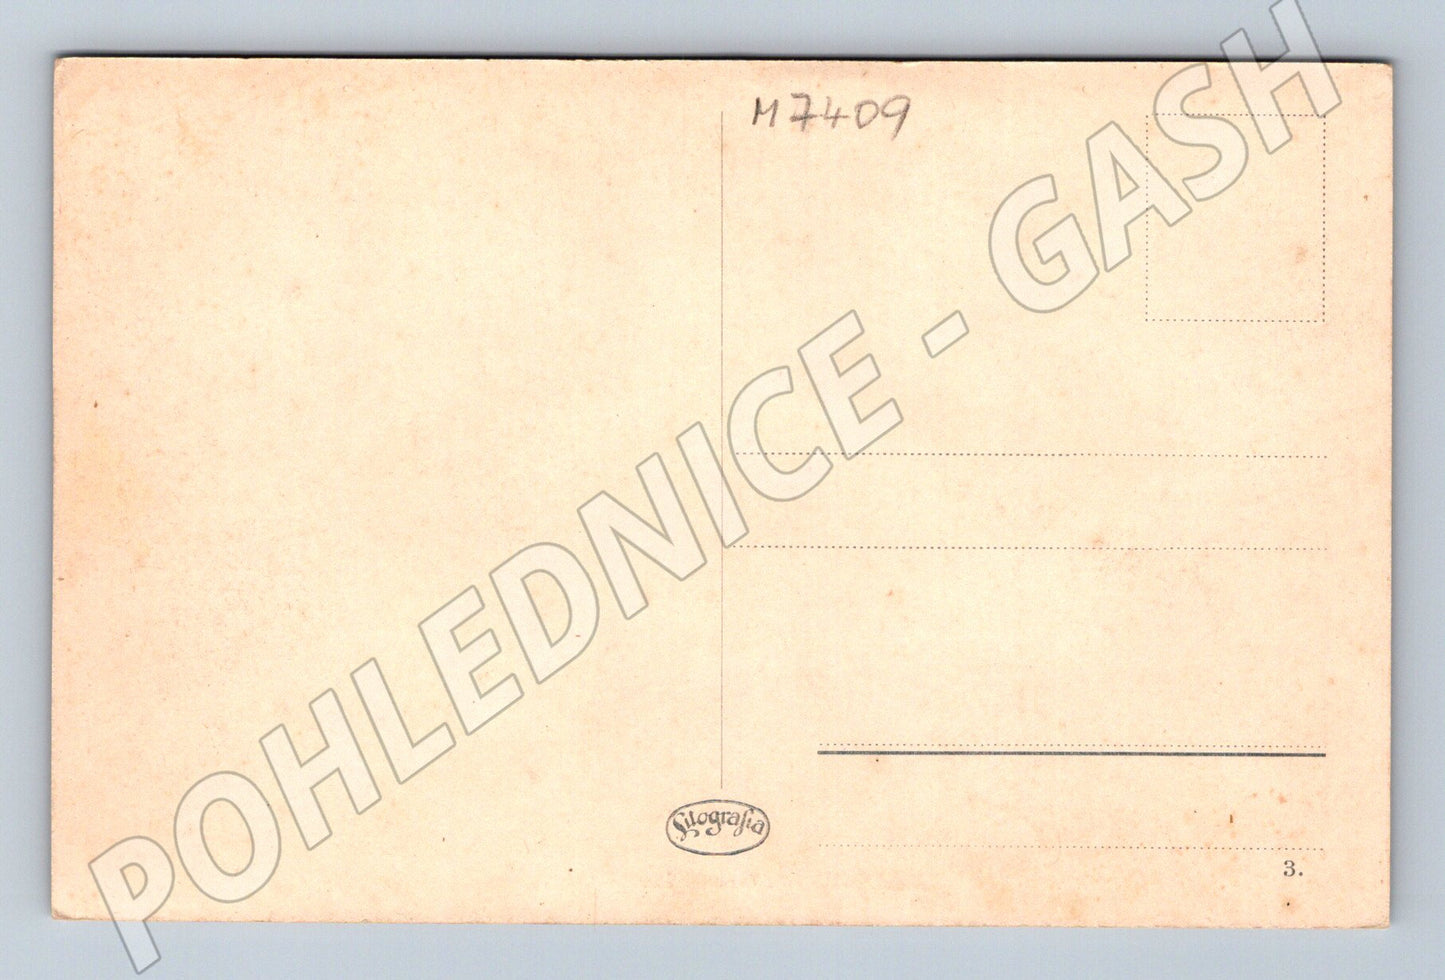 M7409
POHLEDNICE - GASH
Litografia
3.